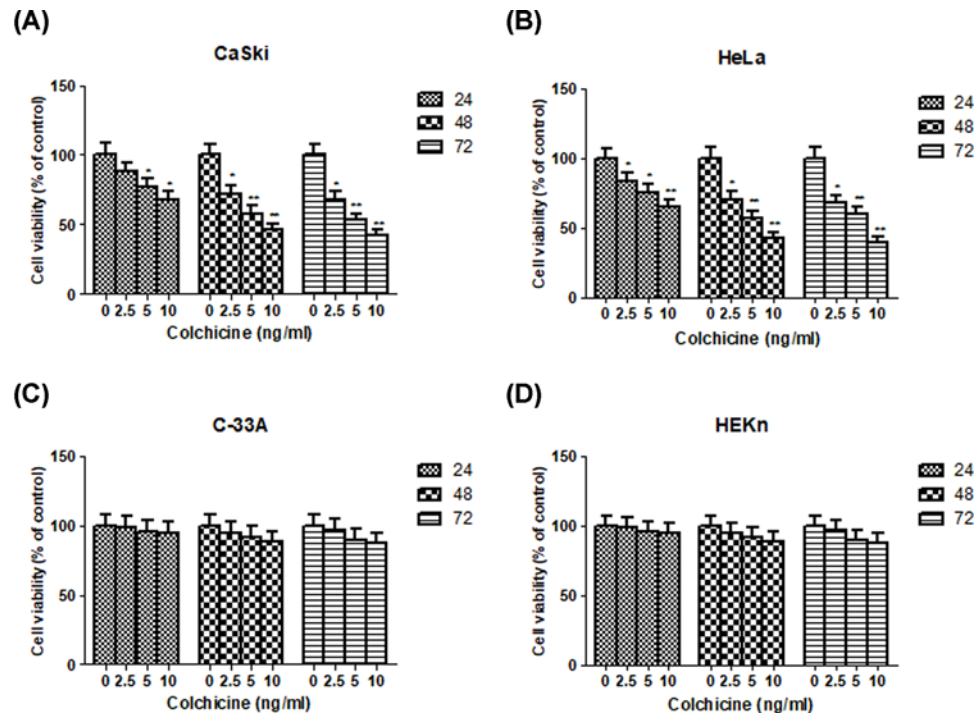 (A)
CaSki
Cell viability (% of control)
150
100
50
0
* *
* ** **
* ** **
0 2.5 5 10 0 2.5 5 10 0 2.5 5 10
Colchicine (ng/ml)
24
48
72
(B)
HeLa
Cell viability (% of control)
150
100
50
0
* * **
* ** **
* ** **
0 2.5 5 10 0 2.5 5 10 0 2.5 5 10
Colchicine (ng/ml)
24
48
72
(C)
C-33A
Cell viability (% of control)
150
100
50
0
0 2.5 5 10 0 2.5 5 10 0 2.5 5 10
Colchicine (ng/ml)
24
48
72
(D)
HEKn
Cell viability (% of control)
150
100
50
0
0 2.5 5 10 0 2.5 5 10 0 2.5 5 10
Colchicine (ng/ml)
24
48
72